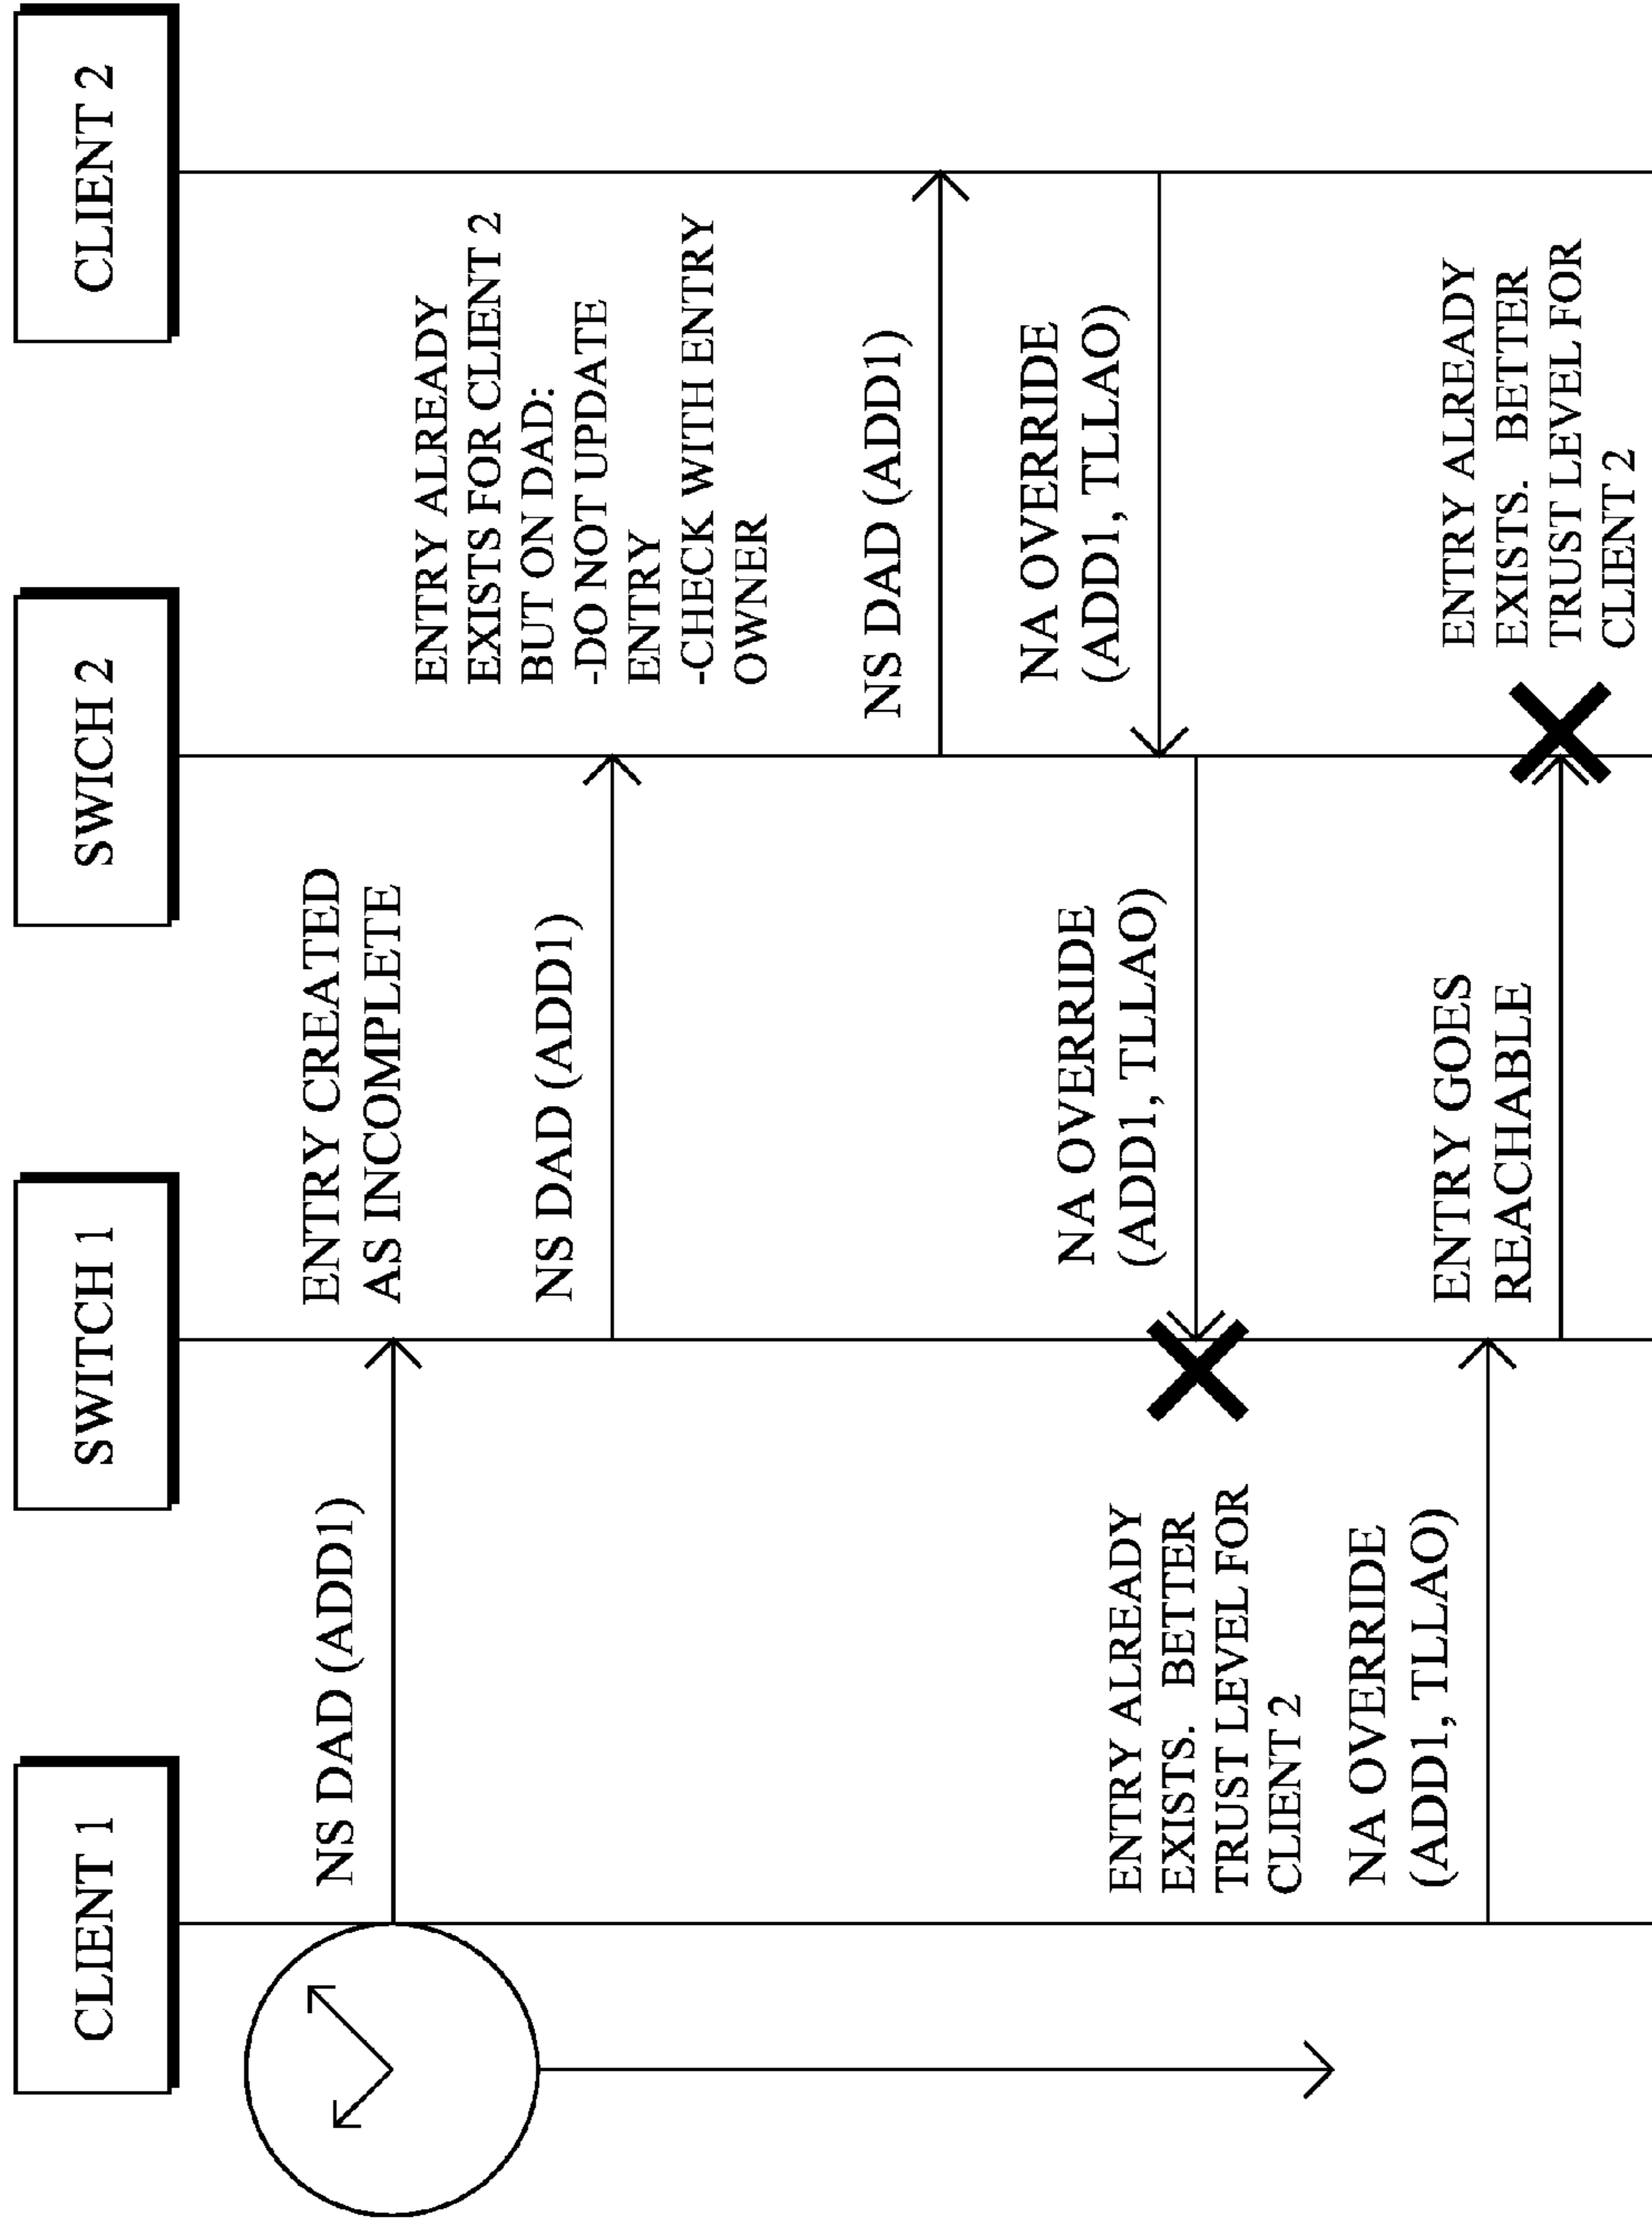 CLIENT 1
SWITCH 1
SWICH 2
CLIENT 2
NS DAD (ADD1)
ENTRY CREATED
AS INCOMPLETE
NS DAD (ADD1)
ENTRY ALREADY
EXISTS FOR CLIENT 2
BUT ON DAD:
-DO NOT UPDATE
ENTRY
-CHECK WITH ENTRY
OWNER
NS DAD (ADD1)
NA OVERRIDE
(ADD1, TLLAO)
NA OVERRIDE
(ADD1, TLLAO)
ENTRY ALREADY
EXISTS. BETTER
TRUST LEVEL FOR
CLIENT 2
NA OVERRIDE
(ADD1, TLLAO)
ENTRY GOES
REACHABLE
ENTRY ALREADY
EXISTS. BETTER
TRUST LEVEL FOR
CLIENT 2